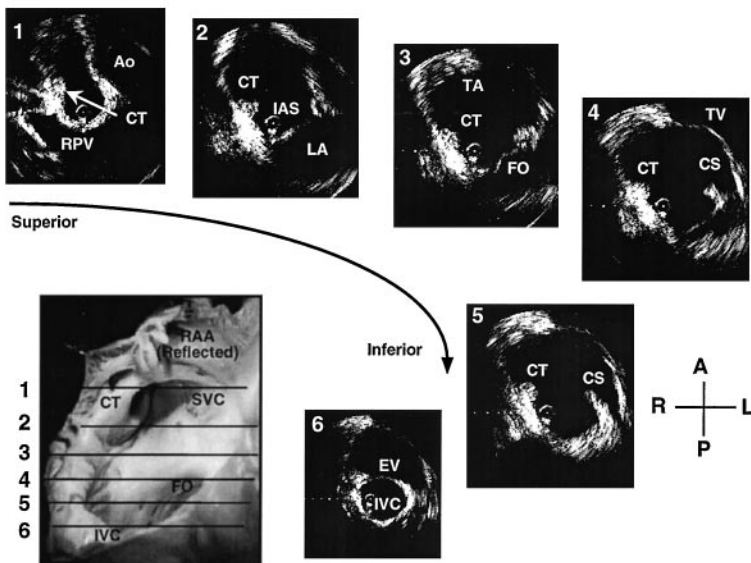 1
Ao
CT
RPV
2
CT
IAS
LA
3
TA
CT
FO
4
TV
CT
CS
Superior
Inferior
5
CT
CS
6
EV
IVC
A
R L
P
RAA
(Reflected)
1
CT
SVC
2
3
4
FO
5
6
IVC